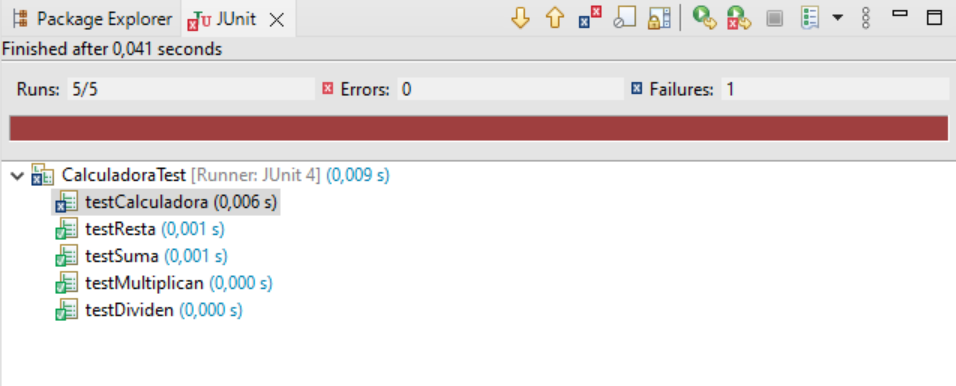 Package Explorer JUnit
Finished after 0,041 seconds
Runs: 5/5 Errors: 0 Failures: 1
CalculadoraTest [Runner: JUnit 4] (0,009 s)
testCalculadora (0,006 s)
testResta (0,001 s)
testSuma (0,001 s)
testMultiplican (0,000 s)
testDividen (0,000 s)